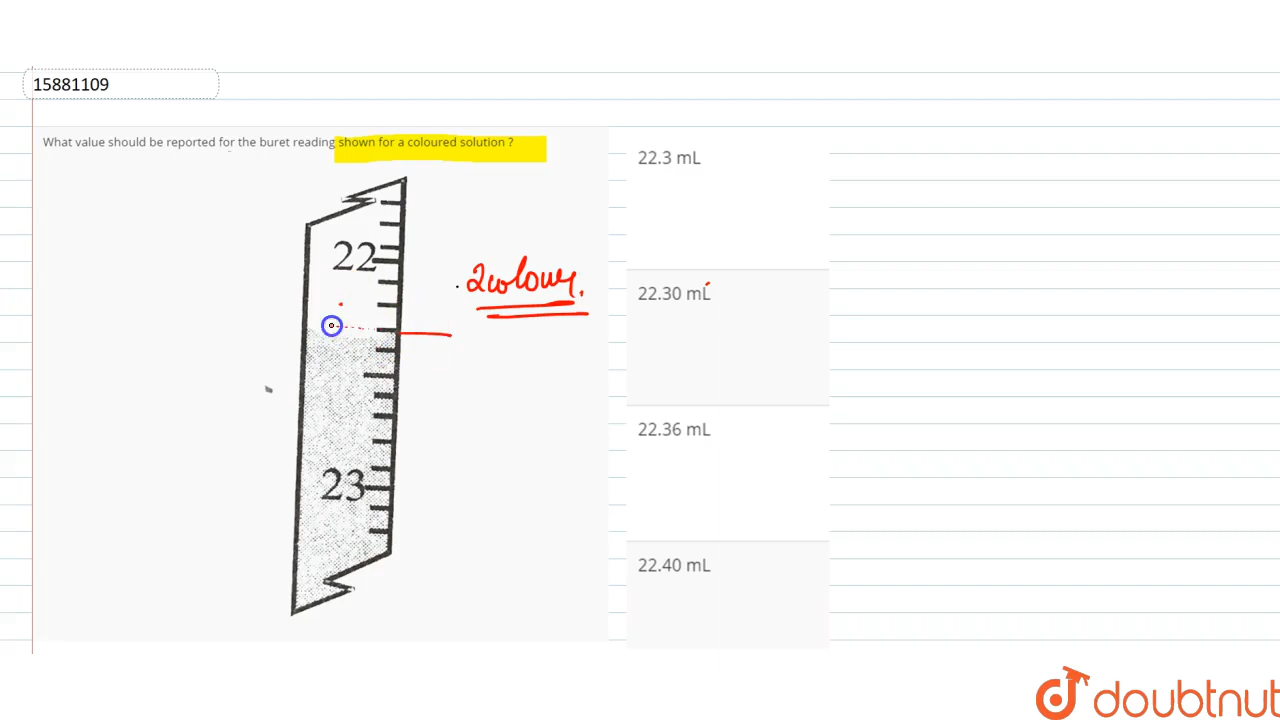 15881109
What value should be reported for the buret reading shown for a coloured solution ?
22
23
22.3 mL
22.30 mL
22.36 mL
22.40 mL
doubtnut